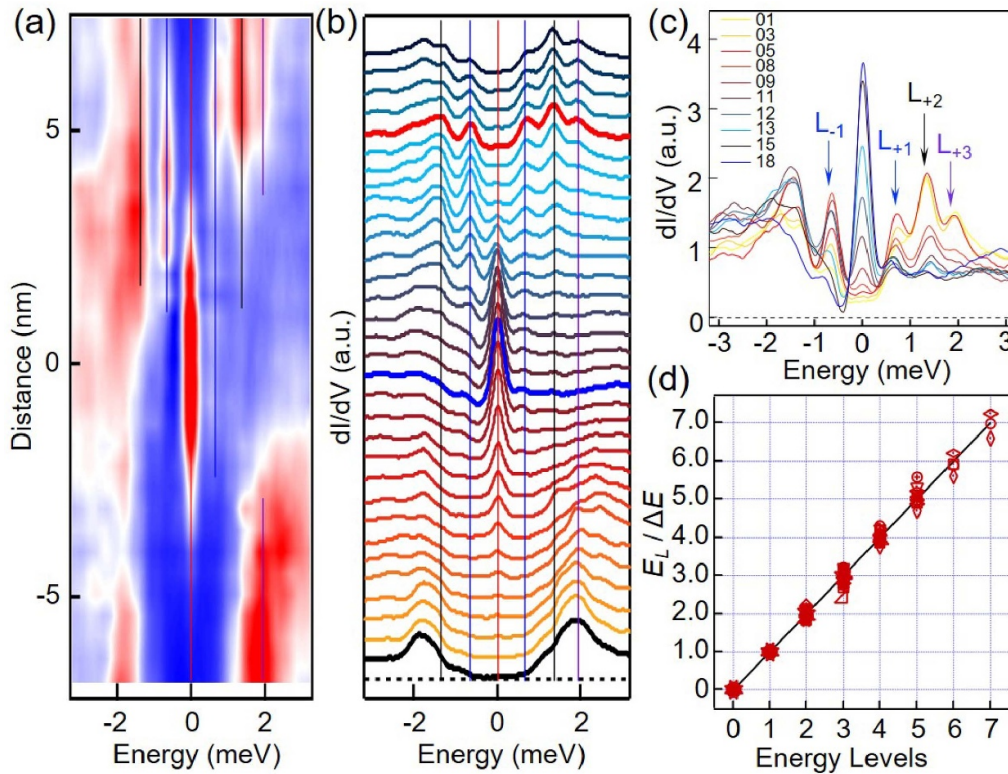 (a)
Distance (nm)
5
0
-5
-2
0
2
Energy (meV)
(b)
dI/dV (a.u.)
-2
0
2
Energy (meV)
(c)
dI/dV (a.u.)
4
3
2
1
0
01
03
05
08
09
11
12
13
15
18
L-1
L+1
L+2
L+3
-3
-2
-1
0
1
2
3
Energy (meV)
(d)
EL / ΔE
7.0
6.0
5.0
4.0
3.0
2.0
1.0
0
0
1
2
3
4
5
6
7
Energy Levels